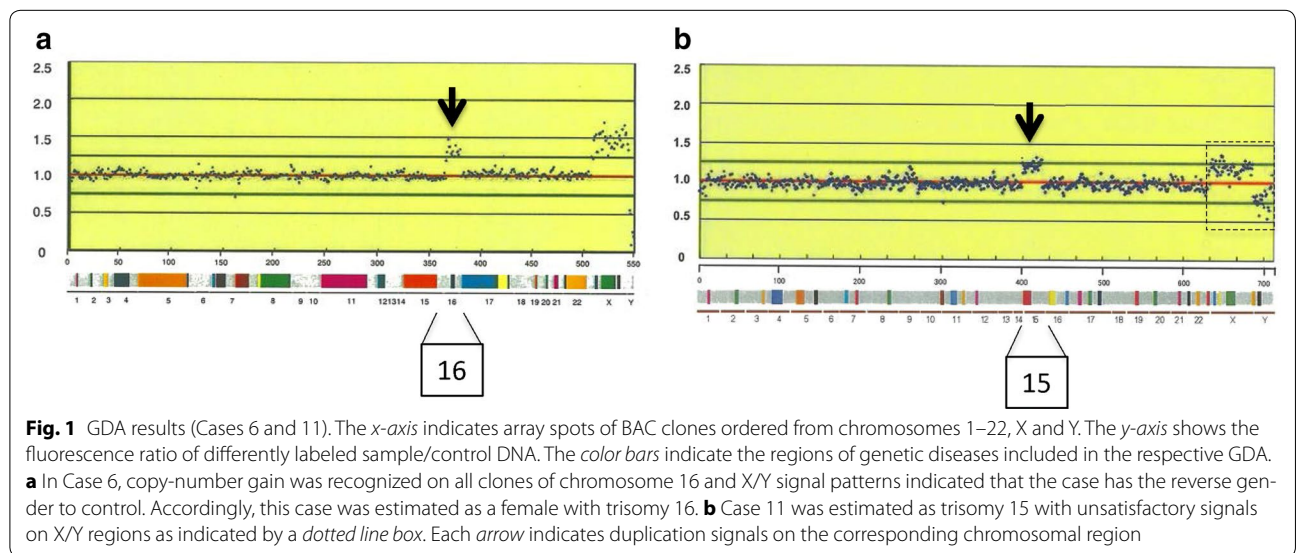 a
2.5
2.0
1.5
1.0
0.5
0
0 50 100 150 200 250 300 350 400 450 500 550
1 2 3 4 5 6 7 8 9 10 11 12 13 14 15 16 17 18 19 20 21 22 X Y
16
b
2.5
2.0
1.5
1.0
0.5
0
0 100 200 300 400 500 600 700
1 2 3 4 5 6 7 8 9 10 11 12 13 14 15 16 17 18 19 20 21 22 X Y
15
Fig. 1 GDA results (Cases 6 and 11). The x-axis indicates array spots of BAC clones ordered from chromosomes 1–22, X and Y. The y-axis shows the
fluorescence ratio of differently labeled sample/control DNA. The color bars indicate the regions of genetic diseases included in the respective GDA.
a In Case 6, copy-number gain was recognized on all clones of chromosome 16 and X/Y signal patterns indicated that the case has the reverse gen-
der to control. Accordingly, this case was estimated as a female with trisomy 16. b Case 11 was estimated as trisomy 15 with unsatisfactory signals
on X/Y regions as indicated by a dotted line box. Each arrow indicates duplication signals on the corresponding chromosomal region